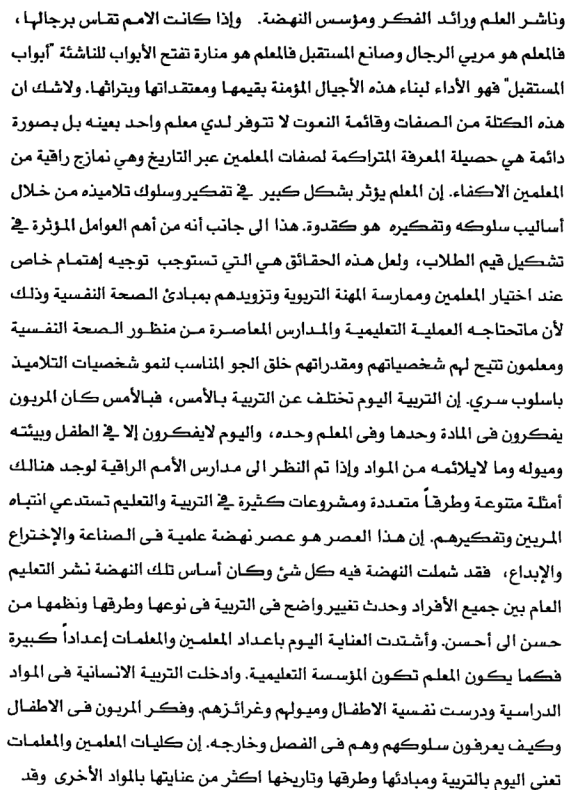 وناشر العلم ورائد الفكر ومؤسس النهضة. وإذا كانت الامم تقاس برجالها،
فالمعلم هو مربي الرجال وصانع المستقبل فالمعلم هو منارة تفتح الأبواب للناشئة "أبواب
المستقبل" فهو الأداء لبناء هذه الأجيال المؤمنة بقيمها ومعتقداتها وبتراثها. ولاشك ان
هذه الكتلة من الصفات وقائمة النعوت لا تتوفر لدي معلم واحد بعينه بل بصورة
دائمة هي حصيلة المعرفة المتراكمة لصفات المعلمين عبر التاريخ وهي نمازج راقية من
المعلمين الاكفاء. إن المعلم يؤثر بشكل كبير في تفكير وسلوك تلاميذه من خلال
أساليب سلوكه وتفكيره هو كقدوة. هذا الى جانب أنه من أهم العوامل المؤثرة في
تشكيل قيم الطلاب، ولعل هذه الحقائق هي التي تستوجب توجيه إهتمام خاص
عند اختيار المعلمين وممارسة المهنة التربوية وتزويدهم بمبادئ الصحة النفسية وذلك
لأن ماتحتاجه العملية التعليمية والمدارس المعاصرة من منظور الصحة النفسية
ومعلمون تتيح لهم شخصياتهم ومقدراتهم خلق الجو المناسب لنمو شخصيات التلاميذ
باسلوب سري. إن التربية اليوم تختلف عن التربية بالأمس، فبالأمس كان المربون
يفكرون فى المادة وحدها وفى المعلم وحده، واليوم لايفكرون إلا في الطفل وبيئته
وميوله وما لايلائمه من المواد وإذا تم النظر الى مدارس الأمم الراقية لوجد هنالك
أمثلة متنوعة وطرقاً متعددة ومشروعات كثيرة في التربية والتعليم تستدعي انتباه
المربين وتفكيرهم. إن هذا العصر هو عصر نهضة علمية فى الصناعة والإختراع
والإبداع، فقد شملت النهضة فيه كل شئ وكان أساس تلك النهضة نشر التعليم
العام بين جميع الأفراد وحدث تغيير واضح في التربية فى نوعها وطرقها ونظمها من
حسن الى أحسن. وأشتدت العناية اليوم باعداد المعلمين والمعلمات إعداداً كبيرة
فكما يكون المعلم تكون المؤسسة التعليمية. وادخلت التربية الانسانية فى المواد
الدراسية ودرست نفسية الاطفال وميولهم وغرائزهم. وفكر المربون فى الاطفال
وكيف يعرفون سلوكهم وهم فى الفصل وخارجه. إن كليات المعلمين والمعلمات
تعنى اليوم بالتربية ومبادئها وطرقها وتاريخها اكثر من عنايتها بالمواد الأخرى وقد